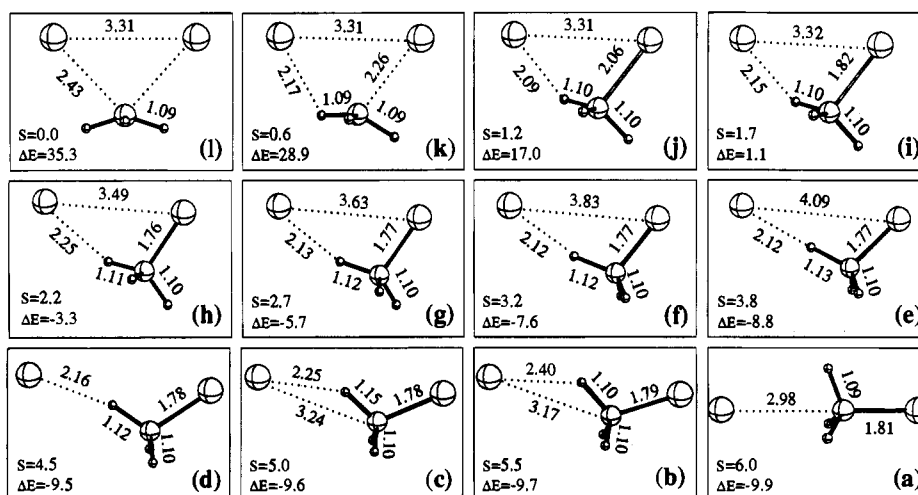 3.31
2.43
1.09
S=0.0
ΔE=35.3
(l)
3.31
2.17
2.26
1.09
1.09
S=0.6
ΔE=28.9
(k)
3.31
2.09
2.06
1.10
1.10
S=1.2
ΔE=17.0
(j)
3.32
2.15
1.82
1.10
1.10
S=1.7
ΔE=1.1
(i)
3.49
2.25
1.76
1.11
1.10
S=2.2
ΔE=-3.3
(h)
3.63
2.13
1.77
1.12
1.10
S=2.7
ΔE=-5.7
(g)
3.83
2.12
1.77
1.12
1.10
S=3.2
ΔE=-7.6
(f)
4.09
2.12
1.77
1.13
1.10
S=3.8
ΔE=-8.8
(e)
2.16
1.78
1.12
1.10
S=4.5
ΔE=-9.5
(d)
2.25
1.15
1.78
3.24
1.10
S=5.0
ΔE=-9.6
(c)
2.40
1.10
1.79
3.17
1.10
S=5.5
ΔE=-9.7
(b)
1.09
2.98
1.81
S=6.0
ΔE=-9.9
(a)